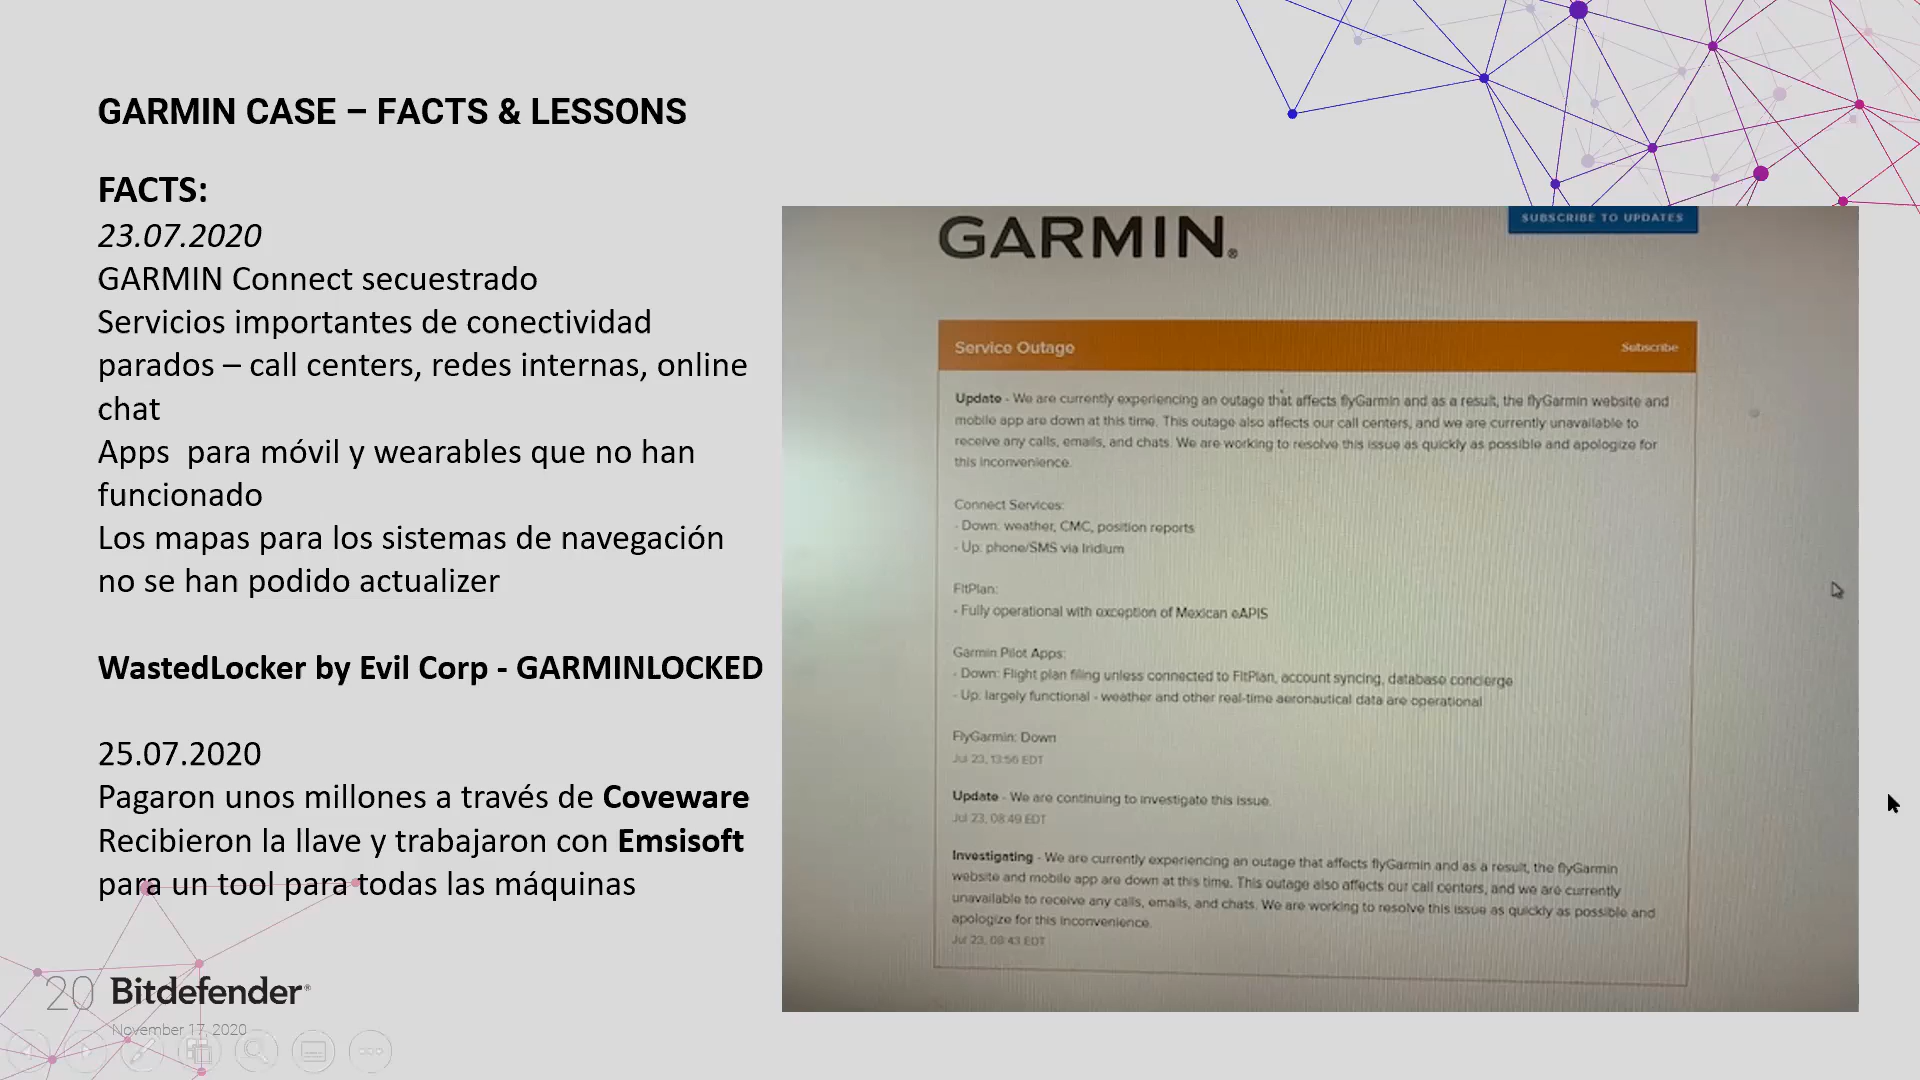 GARMIN CASE – FACTS & LESSONS
FACTS:
23.07.2020
GARMIN Connect secuestrado
Servicios importantes de conectividad
parados – call centers, redes internas, online
chat
Apps  para móvil y wearables que no han
funcionado
Los mapas para los sistemas de navegación
no se han podido actualizer
WastedLocker by Evil Corp - GARMINLOCKED
25.07.2020
Pagaron unos millones a través de Coveware
Recibieron la llave y trabajaron con Emsisoft
para un tool para todas las máquinas
20 Bitdefender®
November 17, 2020
SUBSCRIBE TO UPDATES
GARMIN®
Service Outage Subscribe
Update - We are currently experiencing an outage that affects flyGarmin and as a result, the flyGarmin website and
mobile app are down at this time. This outage also affects our call centers, and we are currently unavailable to
receive any calls, emails, and chats. We are working to resolve this issue as quickly as possible and apologize for
this inconvenience.
Connect Services:
- Down: weather, CMC, position reports
- Up: phone/SMS via Iridium
FltPlan:
- Fully operational with exception of Mexican eAPIS
Garmin Pilot Apps:
- Down: Flight plan filing unless connected to FltPlan, account syncing, database concierge
- Up: largely functional - weather and other real-time aeronautical data are operational
FlyGarmin: Down
Jul 23, 13:56 EDT
Update - We are continuing to investigate this issue.
Jul 23, 08:49 EDT
Investigating - We are currently experiencing an outage that affects flyGarmin and as a result, the flyGarmin
website and mobile app are down at this time. This outage also affects our call centers, and we are currently
unavailable to receive any calls, emails, and chats. We are working to resolve this issue as quickly as possible and
apologize for this inconvenience.
Jul 23, 08:43 EDT